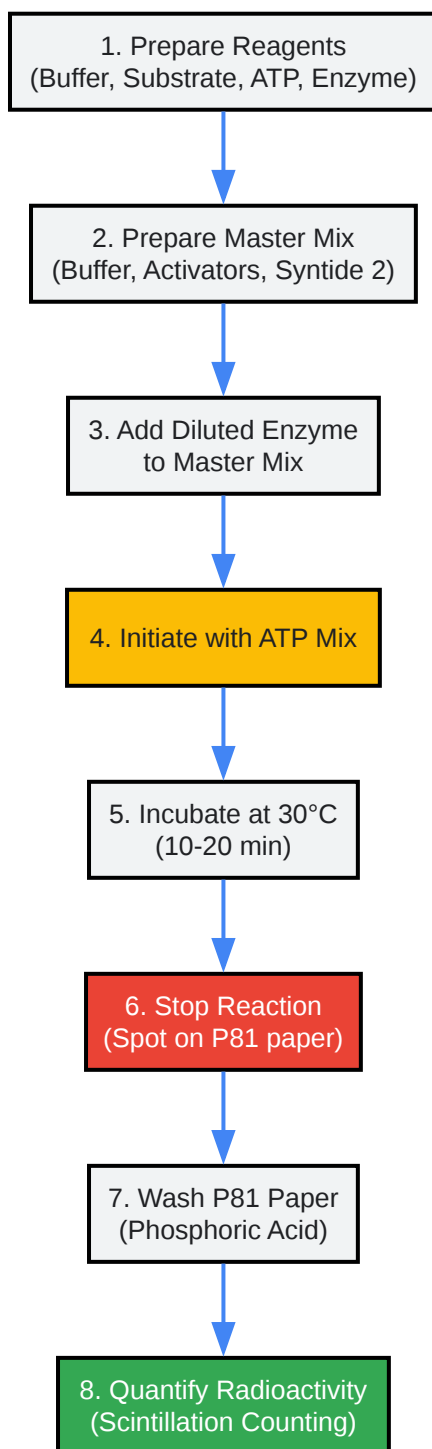 1. Prepare Reagents
(Buffer, Substrate, ATP, Enzyme)
2. Prepare Master Mix
(Buffer, Activators, Syntide 2)
3. Add Diluted Enzyme
to Master Mix
4. Initiate with ATP Mix
5. Incubate at 30°C
(10-20 min)
6. Stop Reaction
(Spot on P81 paper)
7. Wash P81 Paper
(Phosphoric Acid)
8. Quantify Radioactivity
(Scintillation Counting)